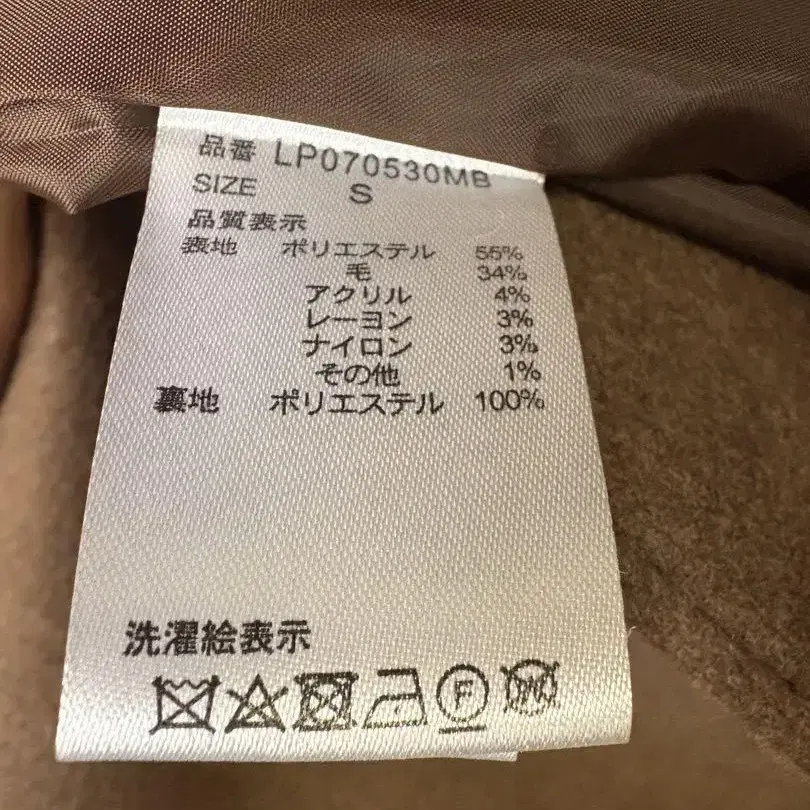 品番 LP070530MB
SIZE S
品質表示
表地 ポリエステル 55%
毛 34%
アクリル 4%
レーヨン 3%
ナイロン 3%
その他 1%
裏地 ポリエステル 100%
洗濯絵表示
F W